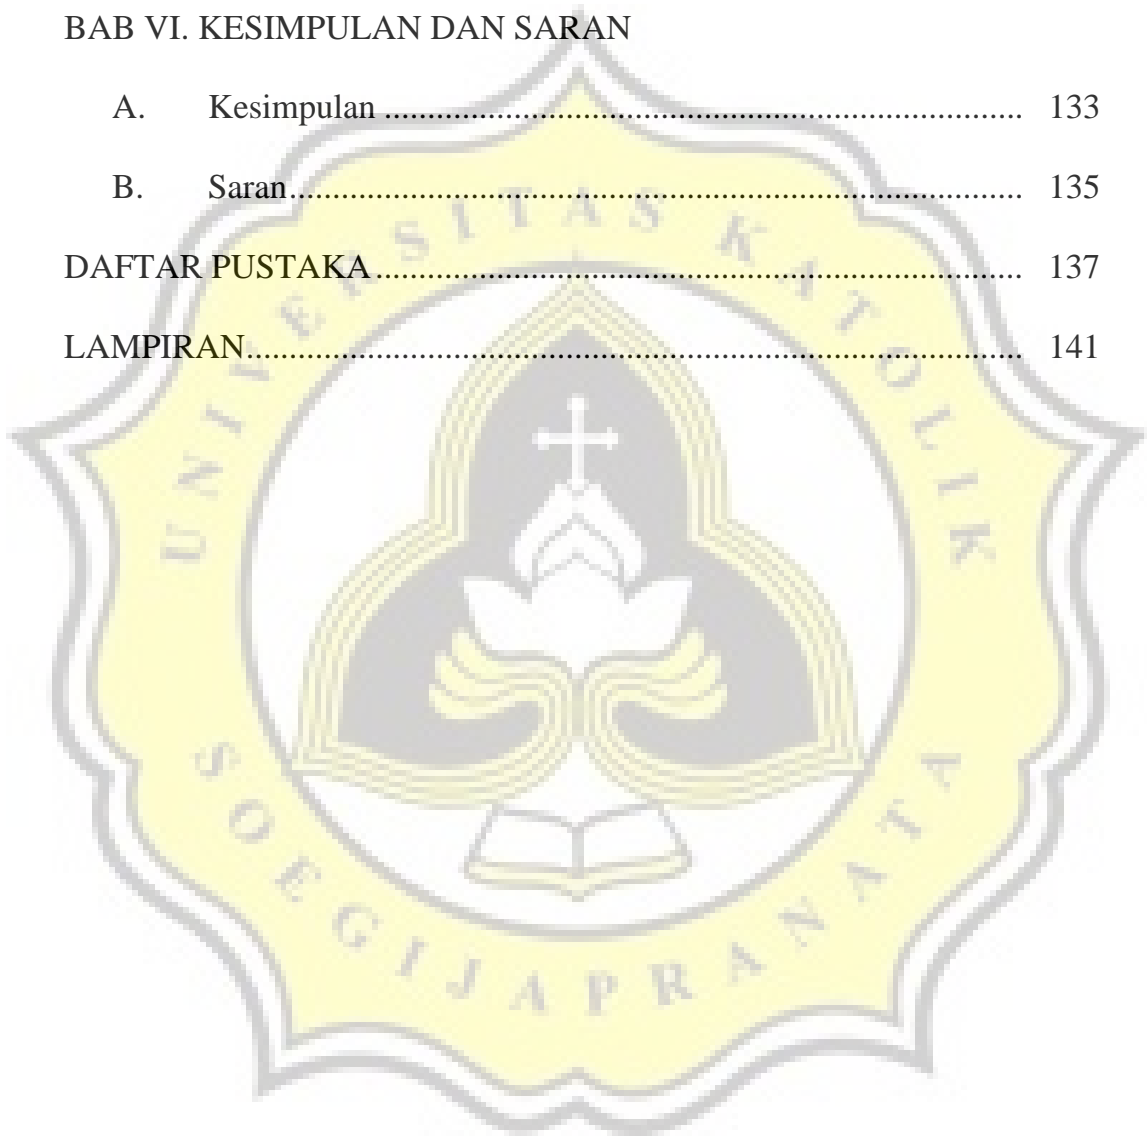 BAB VI. KESIMPULAN DAN SARAN
A. Kesimpulan ........................................................................ 133
B. Saran ................................................................................... 135
DAFTAR PUSTAKA ......................................................................... 137
LAMPIRAN ........................................................................................ 141
UNIVERSITAS KATOLIK
SOEGIJAPRANATA